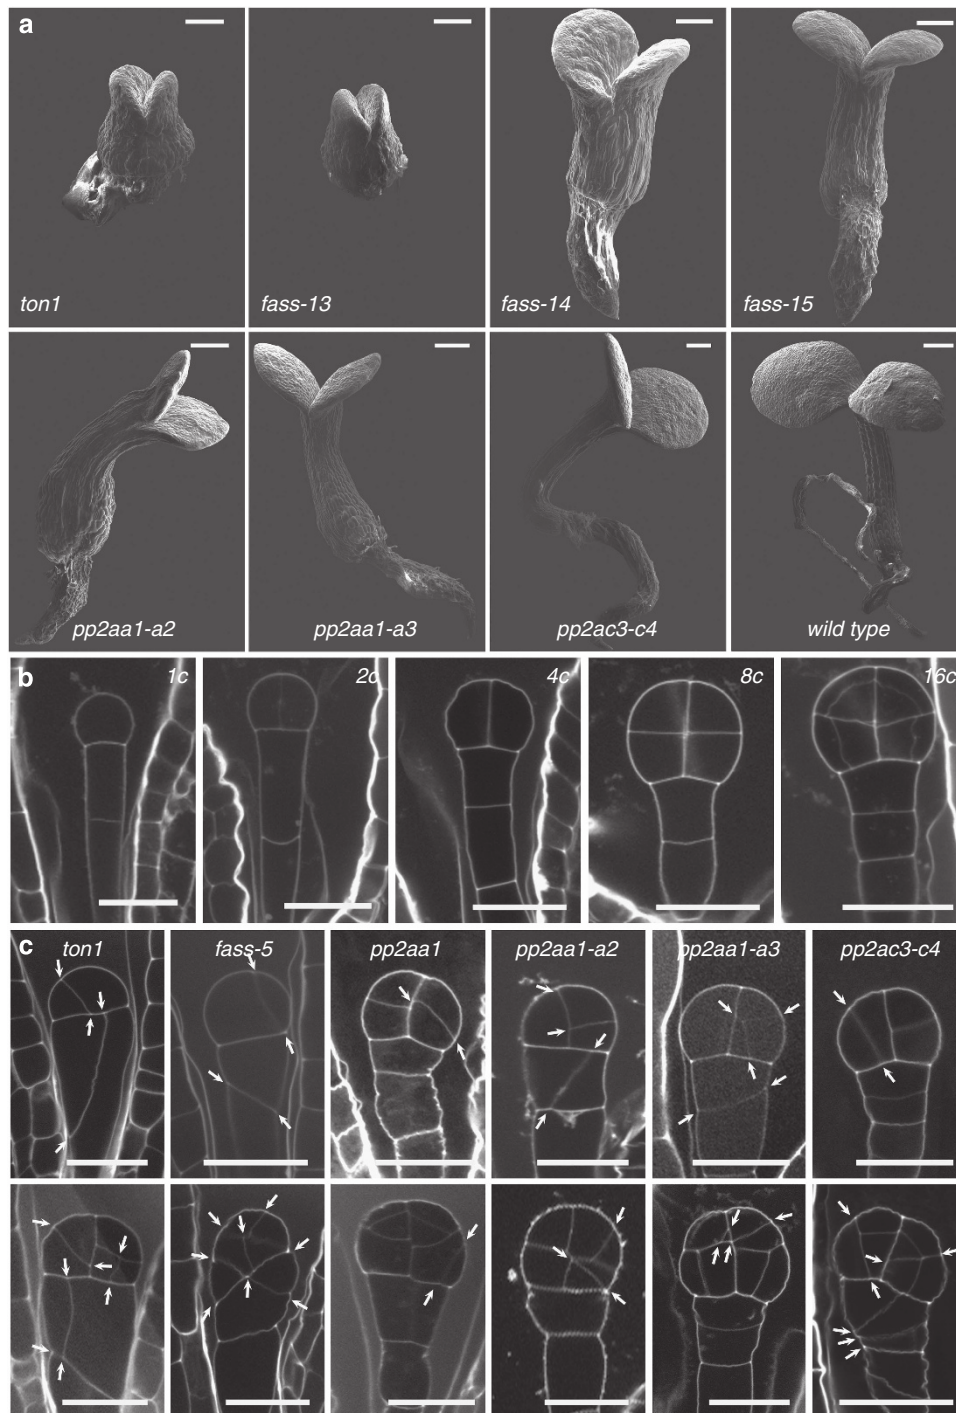 a
ton1
fass-13
fass-14
fass-15
pp2aa1-a2
pp2aa1-a3
pp2ac3-c4
wild type
b
1c
2c
4c
8c
16c
c
ton1
fass-5
pp2aa1
pp2aa1-a2
pp2aa1-a3
pp2ac3-c4